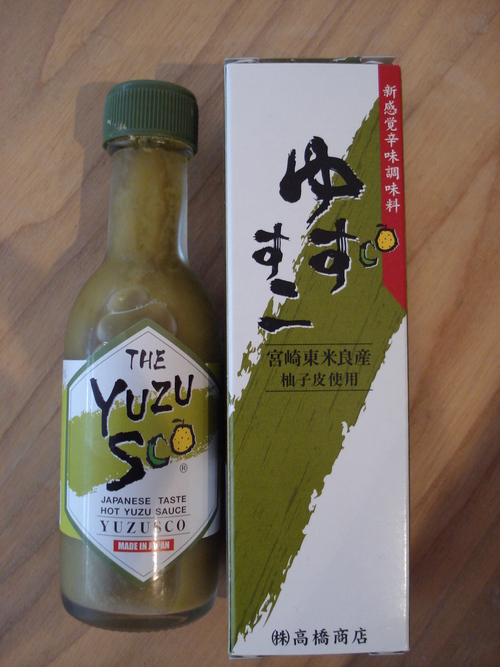 THE
YUZU
SCO
®
JAPANESE TASTE
HOT YUZU SAUCE
YUZUSCO
MADE IN JAPAN
新感覚辛味調味料
ゆず
すこ
宮崎東米良産
柚子皮使用
㈱高橋商店